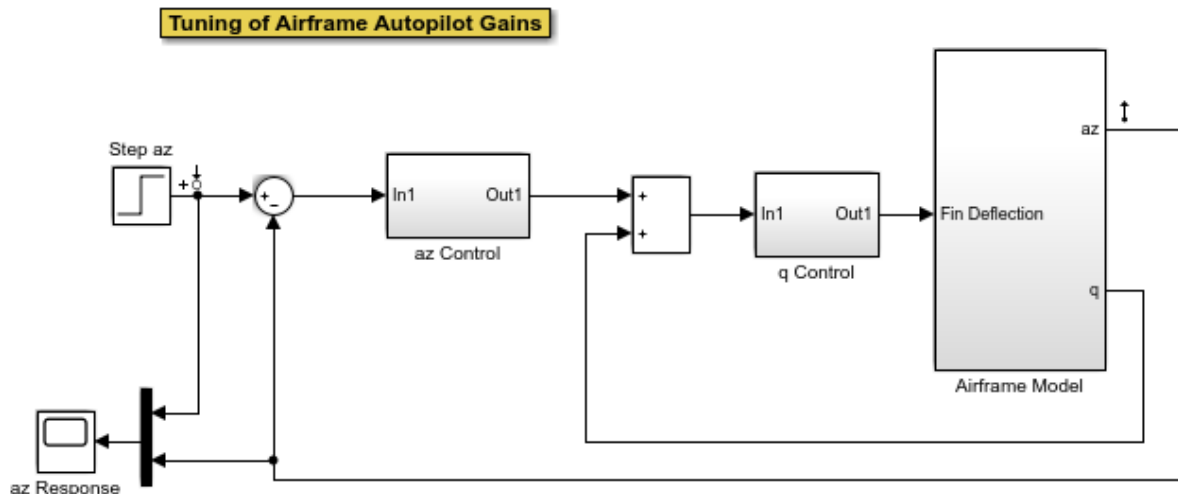 Tuning of Airframe Autopilot Gains
Step az
+
+
−
In1
Out1
az Control
+
+
In1
Out1
q Control
az
Fin Deflection
q
Airframe Model
az Response